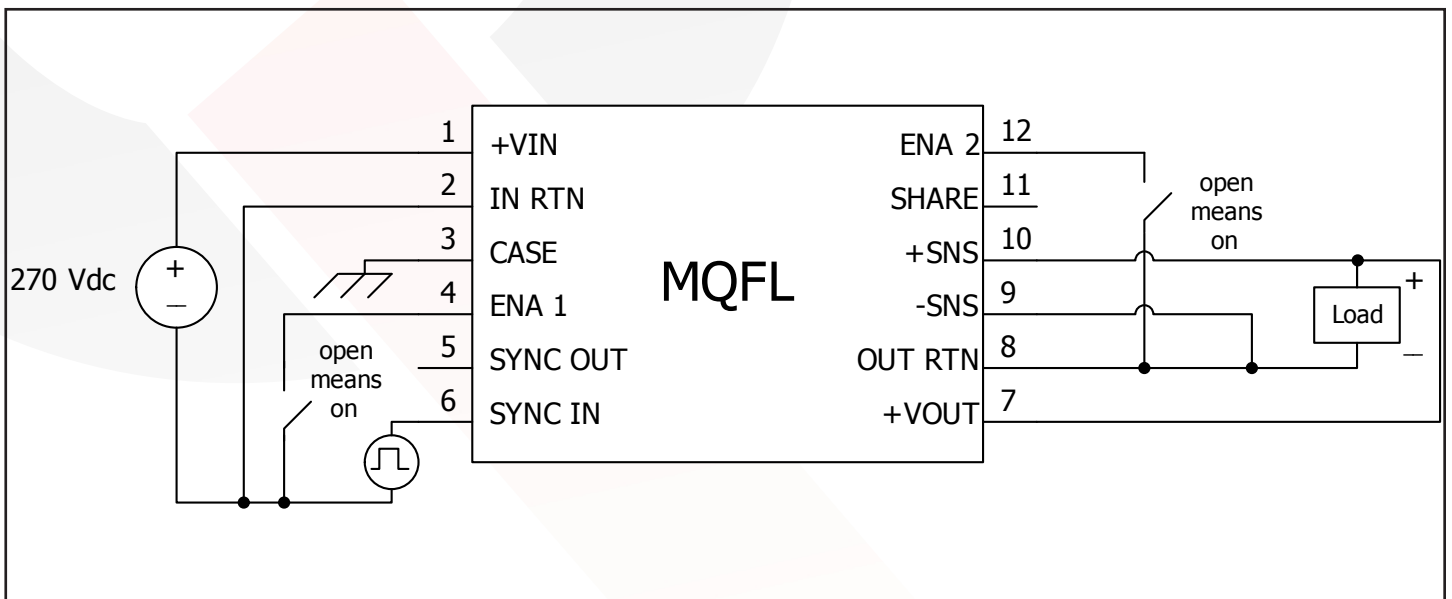 1
+VIN
2
IN RTN
3
CASE
4
ENA 1
5
SYNC OUT
6
SYNC IN
270 Vdc
+
—
open
means
on
MQFL
ENA 2
12
SHARE
11
+SNS
10
-SNS
9
OUT RTN
8
+VOUT
7
open
means
on
Load
+
—